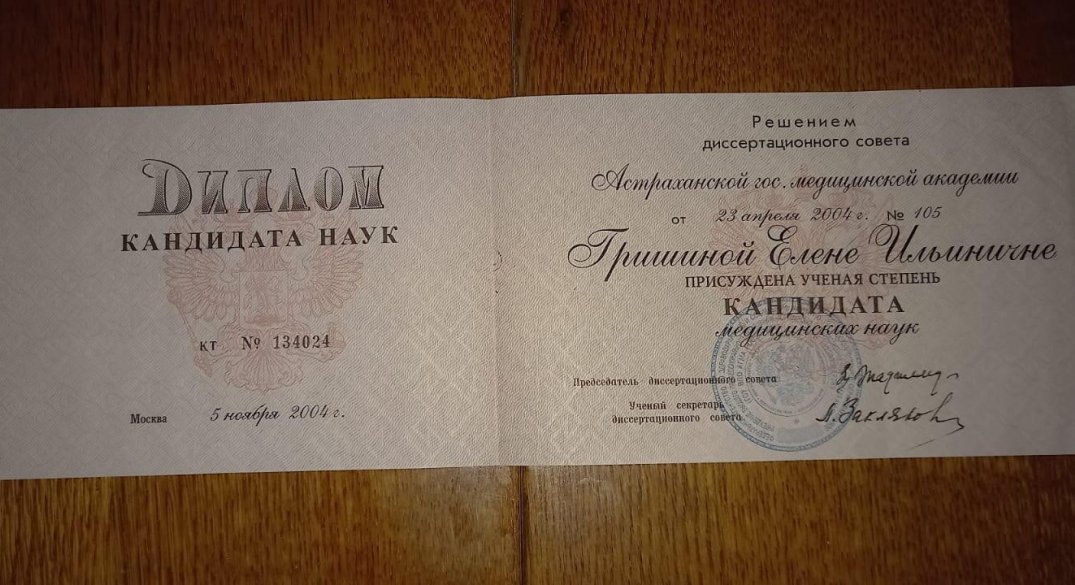 ДИПЛОМ
КАНДИДАТА НАУК
КТ № 134024
Москва 5 ноября 2004 г.
Решением
диссертационного совета
Астраханской гос. медицинской академии
от 23 апреля 2004 г. № 105
Гришиной Елене Ильиничне
ПРИСУЖДЕНА УЧЕНАЯ СТЕПЕНЬ
КАНДИДАТА
медицинских наук
Председатель диссертационного совета
Ученый секретарь
диссертационного совета